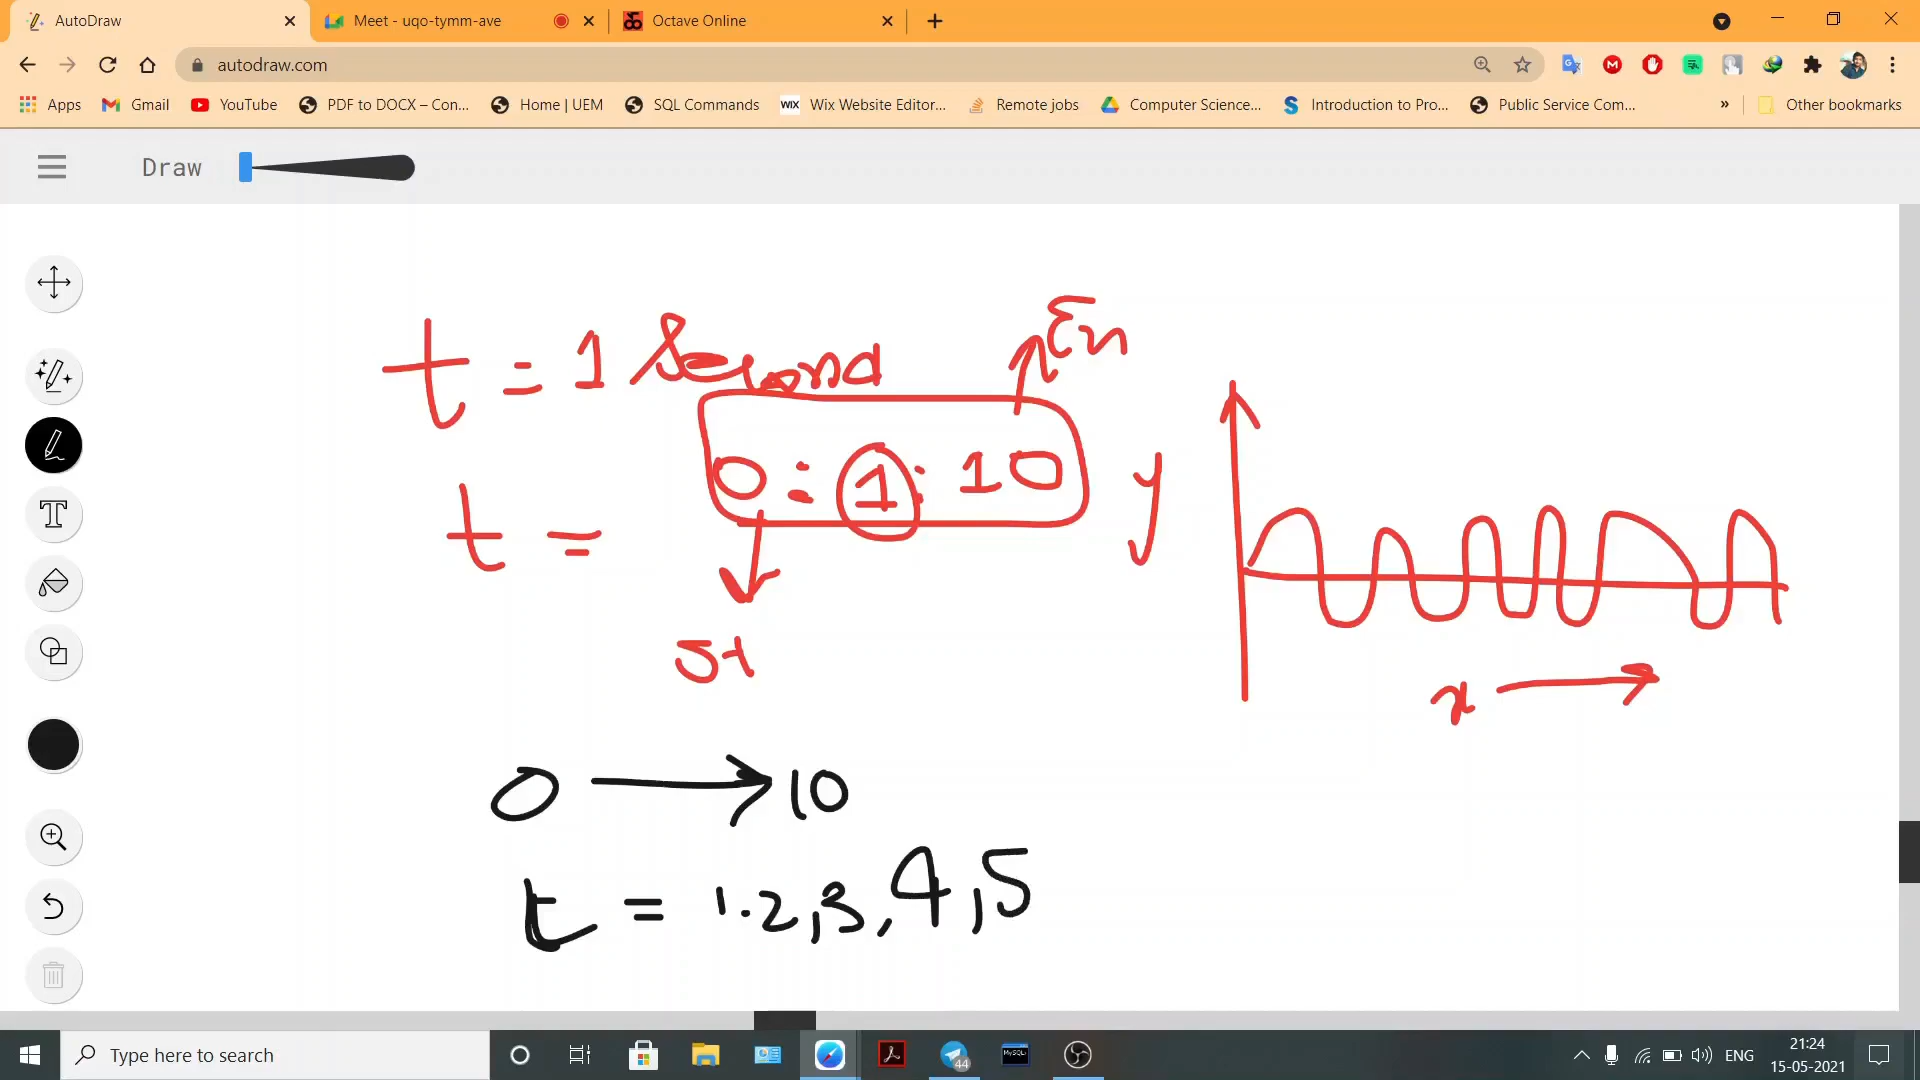 AutoDraw
Meet - uqo-tymm-ave
Octave Online
autodraw.com
Apps
Gmail
YouTube
PDF to DOCX – Con...
Home | UEM
SQL Commands
WIX Wix Website Editor...
Remote jobs
Computer Science...
Introduction to Pro...
Public Service Com...
» Other bookmarks
Draw
t = 1 Second
En
t = 0 : 1 : 10
y
St
x
0 → 10
t = 1.2,3,4,5
Type here to search
44
MySQL
ENG
21:24
15-05-2021